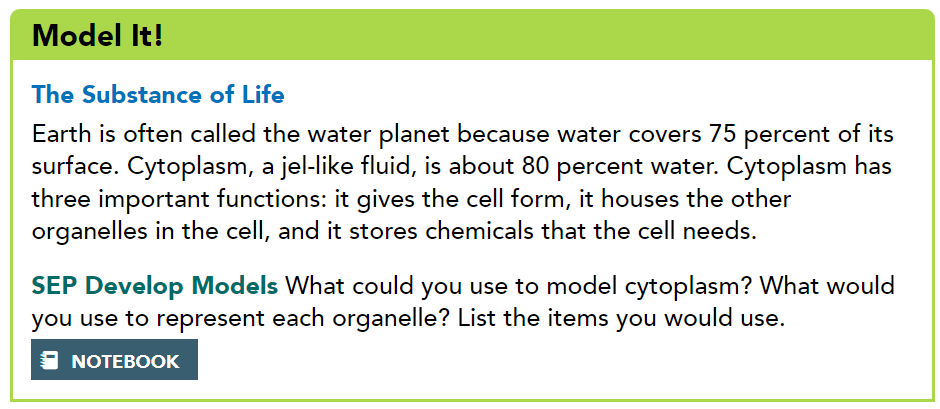 Model It!
The Substance of Life
Earth is often called the water planet because water covers 75 percent of its
surface. Cytoplasm, a jel-like fluid, is about 80 percent water. Cytoplasm has
three important functions: it gives the cell form, it houses the other
organelles in the cell, and it stores chemicals that the cell needs.
SEP Develop Models What could you use to model cytoplasm? What would
you use to represent each organelle? List the items you would use.
NOTEBOOK